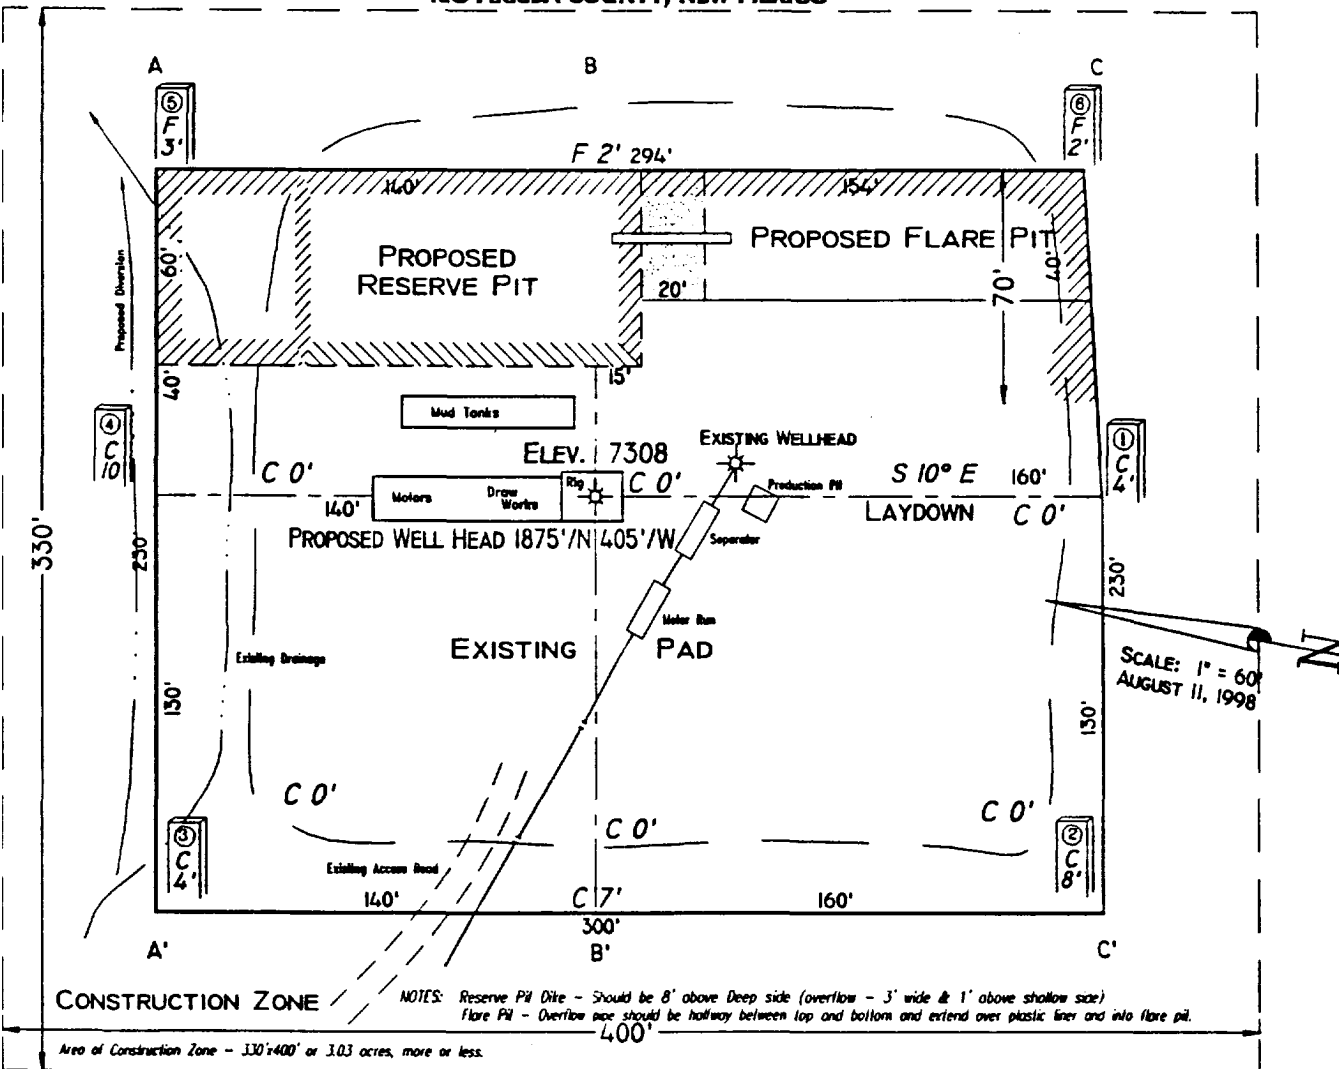 RIO ARRIBA COUNTY, NEW MEXICO
A
B
C
5
F
3'
6
F
2'
F 2' 294'
140'
154'
PROPOSED
RESERVE PIT
PROPOSED FLARE PIT
60'
40'
70'
20'
Proposed Diversion
40'
15'
Mud Tanks
4
C
10'
1
C
4'
EXISTING WELLHEAD
ELEV. 7308
C 0'
Rig
C 0'
S 10° E 160'
Production Pit
Motors
Draw
Works
140'
LAYDOWN
C 0'
PROPOSED WELL HEAD 1875'/N 405'/W
Separator
330'
230'
230'
Meter Run
EXISTING PAD
Existing Drainage
N
SCALE: 1" = 60'
AUGUST 11, 1998
130'
130'
C 0'
C 0'
C 0'
3
C
4'
2
C
8'
Existing Access Road
140'
C 7'
160'
300'
A'
B'
C'
CONSTRUCTION ZONE
NOTES: Reserve Pit Dike - Should be 8' above Deep side (overflow - 3' wide & 1' above shallow side)
Flare Pit - Overflow pipe should be halfway between top and bottom and extend over plastic liner and into flare pit.
400'
Area of Construction Zone - 330'x400' or 3.03 acres, more or less.